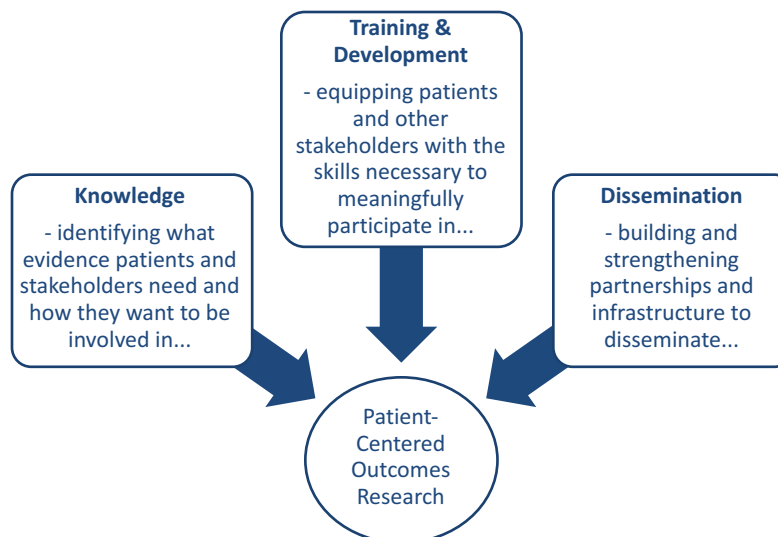 Training &
Development
- equipping patients
and other
stakeholders with the
skills necessary to
meaningfully
participate in...
Knowledge
- identifying what
evidence patients and
stakeholders need and
how they want to be
involved in...
Dissemination
- building and
strengthening
partnerships and
infrastructure to
disseminate...
Patient-
Centered
Outcomes
Research